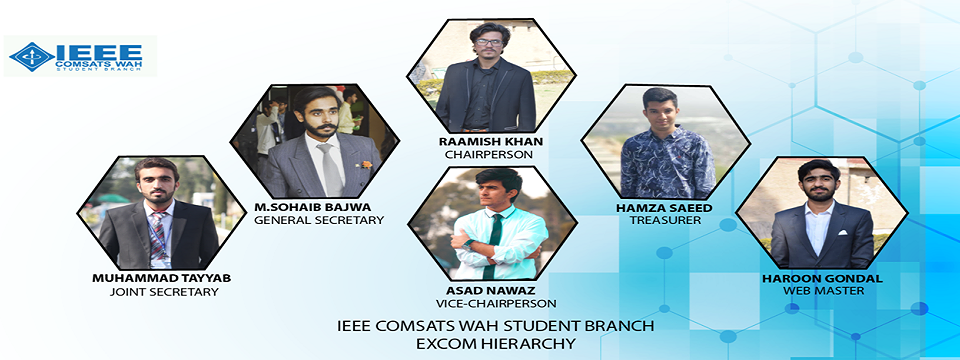 IEEE
COMSATS WAH
STUDENT BRANCH
RAAMISH KHAN
CHAIRPERSON
M.SOHAIB BAJWA
GENERAL SECRETARY
HAMZA SAEED
TREASURER
MUHAMMAD TAYYAB
JOINT SECRETARY
ASAD NAWAZ
VICE-CHAIRPERSON
HAROON GONDAL
WEB MASTER
IEEE COMSATS WAH STUDENT BRANCH
EXCOM HIERARCHY